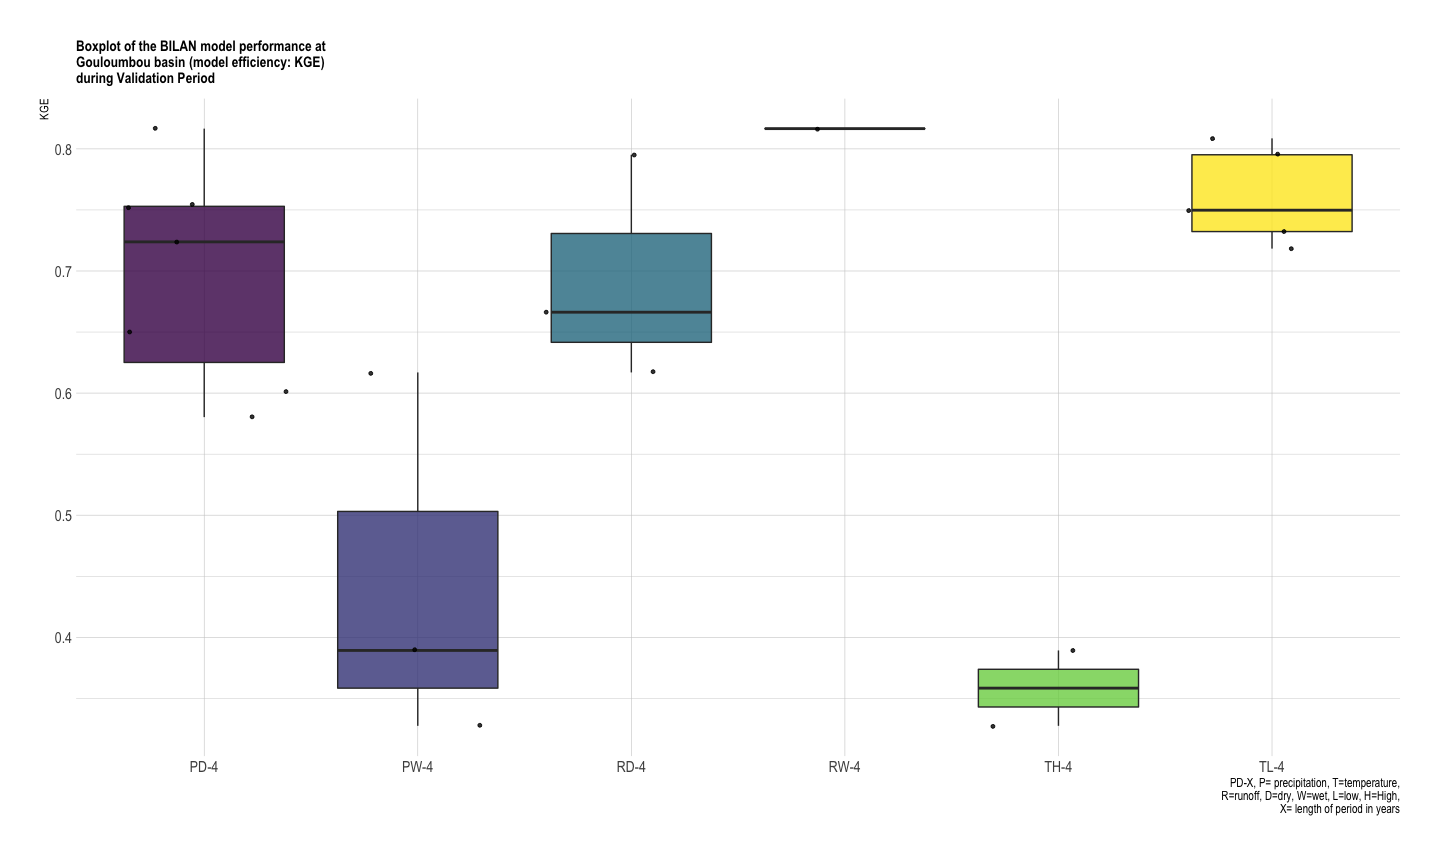 Boxplot of the BILAN model performance at
Gouloumbou basin (model efficiency: KGE)
during Validation Period
KGE
0.8
0.7
0.6
0.5
0.4
PD-4 PW-4 RD-4 RW-4 TH-4 TL-4
PD-X, P= precipitation, T=temperature,
R=runoff, D=dry, W=wet, L=low, H=High,
X= length of period in years